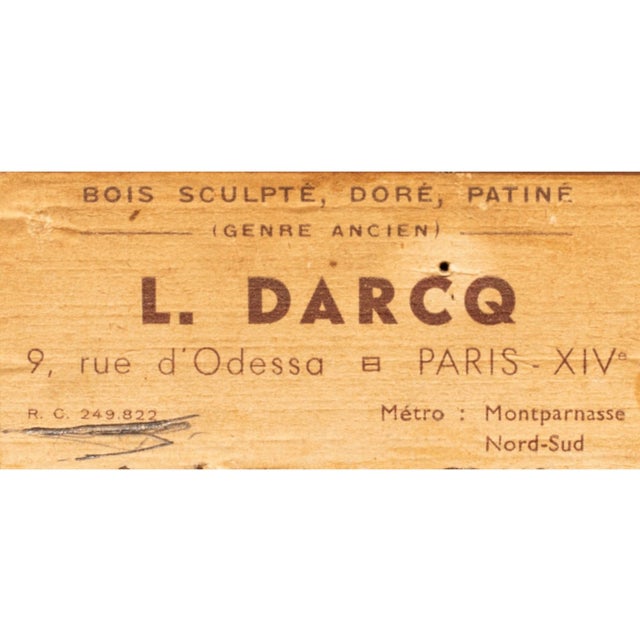 BOIS SCULPTÉ, DORÉ, PATINÉ
(GENRE ANCIEN)
L. DARCQ
9, rue d'Odessa PARIS - XIVe
R. C. 249.822 Métro : Montparnasse
Nord-Sud